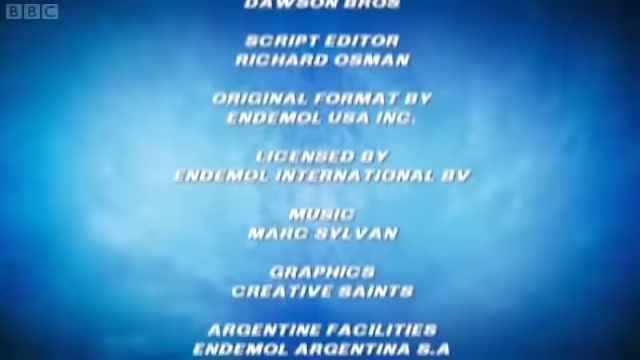 BBC
DAWSON BROS
SCRIPT EDITOR
RICHARD OSMAN
ORIGINAL FORMAT BY
ENDEMOL USA INC.
LICENSED BY
ENDEMOL INTERNATIONAL BV
MUSIC
MARC SYLVAN
GRAPHICS
CREATIVE SAINTS
ARGENTINE FACILITIES
ENDEMOL ARGENTINA S.A